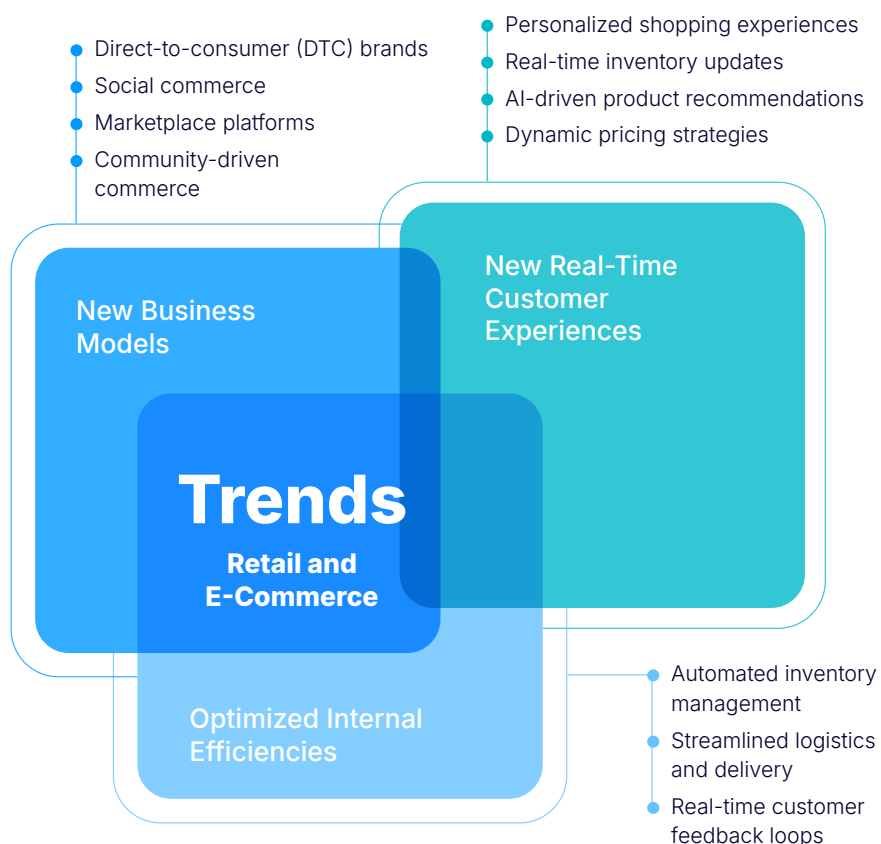 Direct-to-consumer (DTC) brands
Social commerce
Marketplace platforms
Community-driven
commerce
Personalized shopping experiences
Real-time inventory updates
AI-driven product recommendations
Dynamic pricing strategies
New Business
Models
New Real-Time
Customer
Experiences
Trends
Retail and
E-Commerce
Optimized Internal
Efficiencies
Automated inventory
management
Streamlined logistics
and delivery
Real-time customer
feedback loops